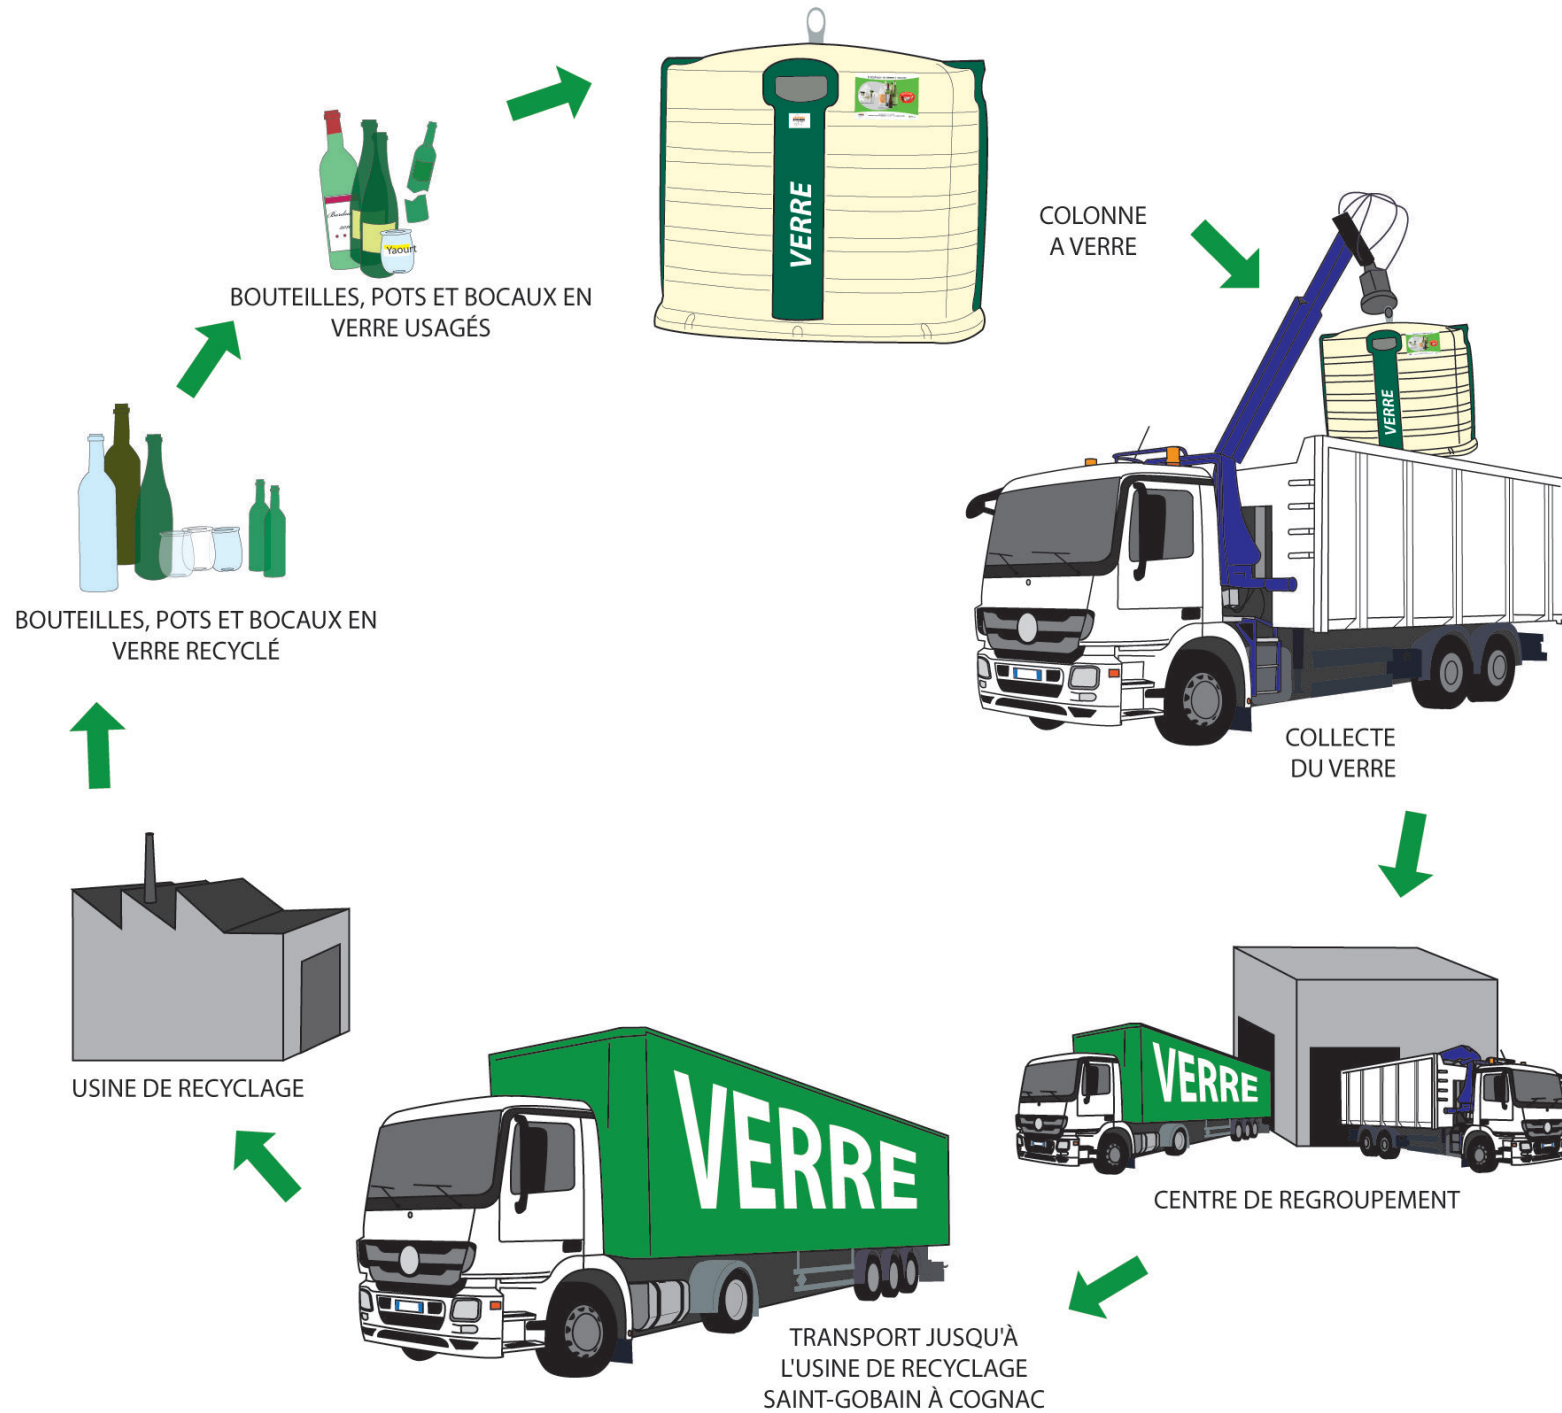 VERRE
COLONNE
A VERRE
Yaourt
BOUTEILLES, POTS ET BOCAUX EN
VERRE USAGÉS
VERRE
BOUTEILLES, POTS ET BOCAUX EN
VERRE RECYCLÉ
COLLECTE
DU VERRE
USINE DE RECYCLAGE
VERRE
VERRE
CENTRE DE REGROUPEMENT
TRANSPORT JUSQU'À
L'USINE DE RECYCLAGE
SAINT-GOBAIN À COGNAC